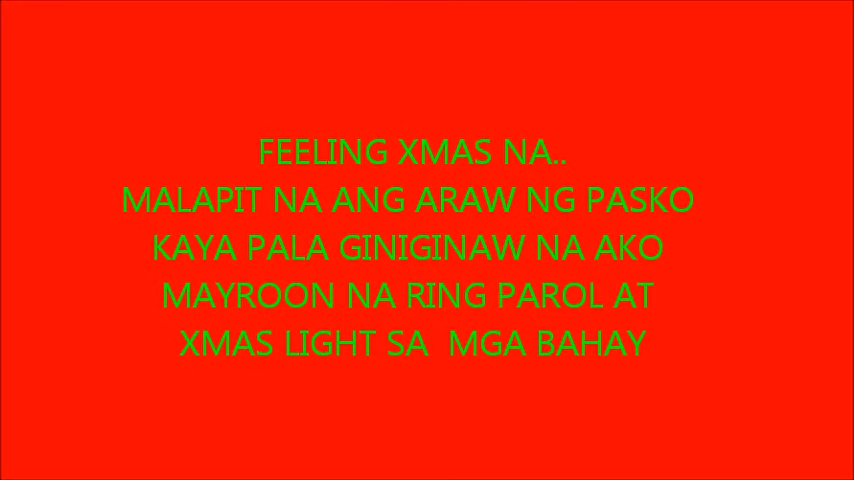 FEELING XMAS NA..
MALAPIT NA ANG ARAW NG PASKO
KAYA PALA GINIGINAW NA AKO
MAYROON NA RING PAROL AT
XMAS LIGHT SA  MGA BAHAY